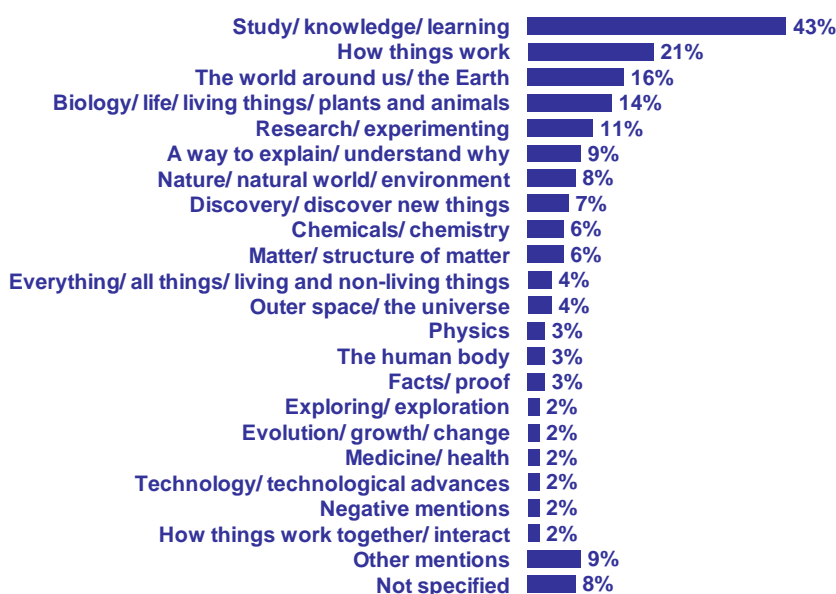 Study/ knowledge/ learning 43%
How things work 21%
The world around us/ the Earth 16%
Biology/ life/ living things/ plants and animals 14%
Research/ experimenting 11%
A way to explain/ understand why 9%
Nature/ natural world/ environment 8%
Discovery/ discover new things 7%
Chemicals/ chemistry 6%
Matter/ structure of matter 6%
Everything/ all things/ living and non-living things 4%
Outer space/ the universe 4%
Physics 3%
The human body 3%
Facts/ proof 3%
Exploring/ exploration 2%
Evolution/ growth/ change 2%
Medicine/ health 2%
Technology/ technological advances 2%
Negative mentions 2%
How things work together/ interact 2%
Other mentions 9%
Not specified 8%